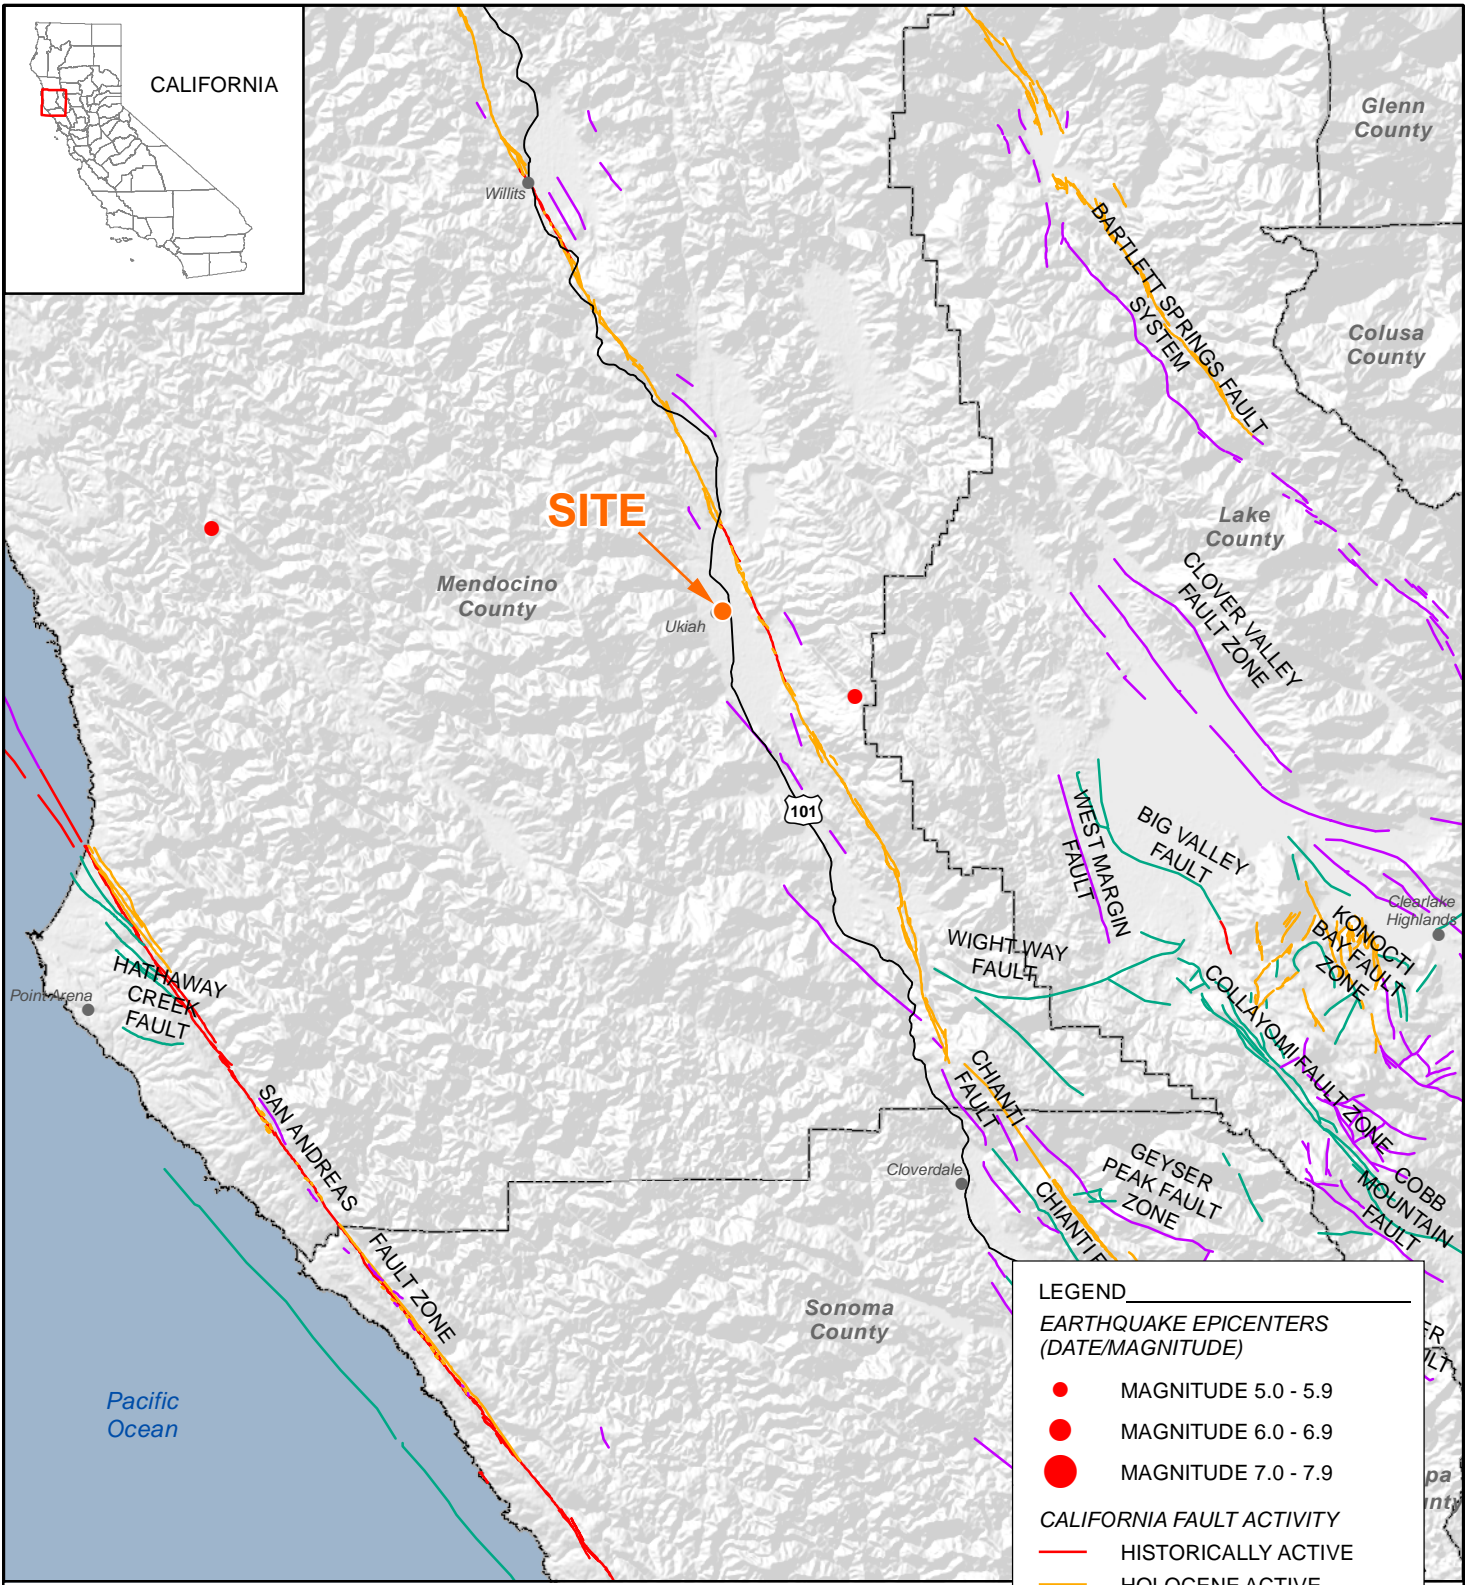 CALIFORNIA
Glenn
County
Willits
BARTLETT SPRINGS FAULT
SYSTEM
Colusa
County
SITE
Lake
County
Mendocino
County
CLOVER VALLEY
FAULT ZONE
Ukiah
101
WEST MARGIN
FAULT
BIG VALLEY
FAULT
Clearlake
Highlands
KONOCTI
BAY FAULT
ZONE
WIGHT WAY
FAULT
HATHAWAY
CREEK
FAULT
Point Arena
COLLAYOMI FAULT ZONE
CHIANTI
FAULT
SAN ANDREAS
FAULT ZONE
Cloverdale
GEYSER
PEAK FAULT
ZONE
COBB
MOUNTAIN
FAULT
CHIANTI F
Sonoma
County
Pacific
Ocean
LEGEND
EARTHQUAKE EPICENTERS
(DATE/MAGNITUDE)
MAGNITUDE 5.0 - 5.9
MAGNITUDE 6.0 - 6.9
MAGNITUDE 7.0 - 7.9
CALIFORNIA FAULT ACTIVITY
HISTORICALLY ACTIVE
HOLOCENE ACTIVE